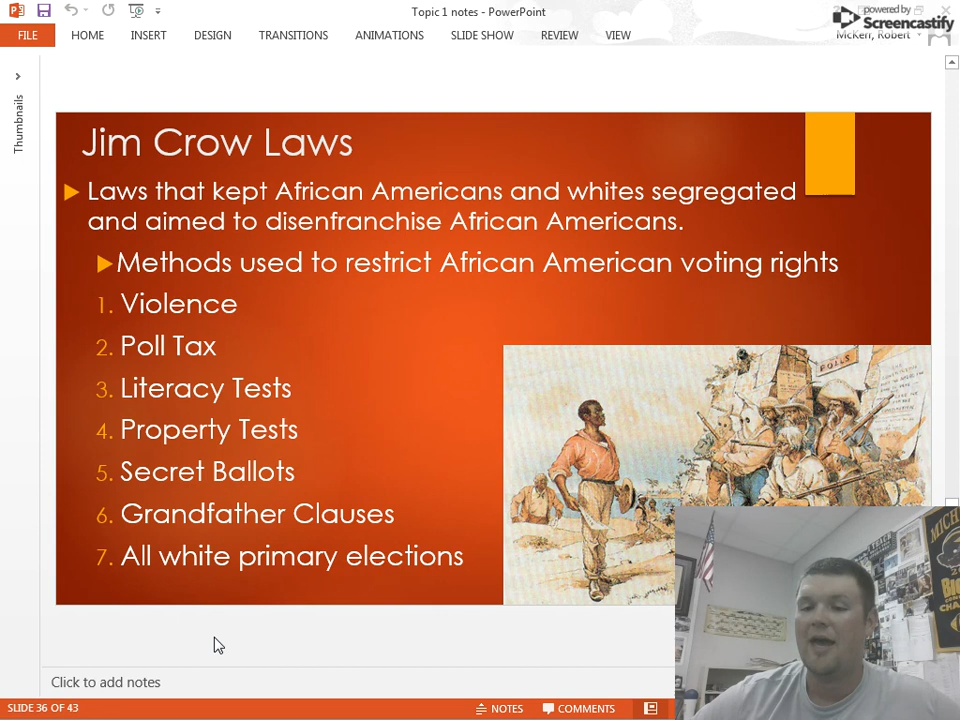 Topic 1 notes - PowerPoint
powered by
Screencastify
FILE
HOME
INSERT
DESIGN
TRANSITIONS
ANIMATIONS
SLIDE SHOW
REVIEW
VIEW
McKerr, Robert
Thumbnails
Jim Crow Laws
Laws that kept African Americans and whites segregated
and aimed to disenfranchise African Americans.
Methods used to restrict African American voting rights
1. Violence
2. Poll Tax
3. Literacy Tests
4. Property Tests
5. Secret Ballots
6. Grandfather Clauses
7. All white primary elections
POLLS
Click to add notes
SLIDE 36 OF 43
NOTES
COMMENTS